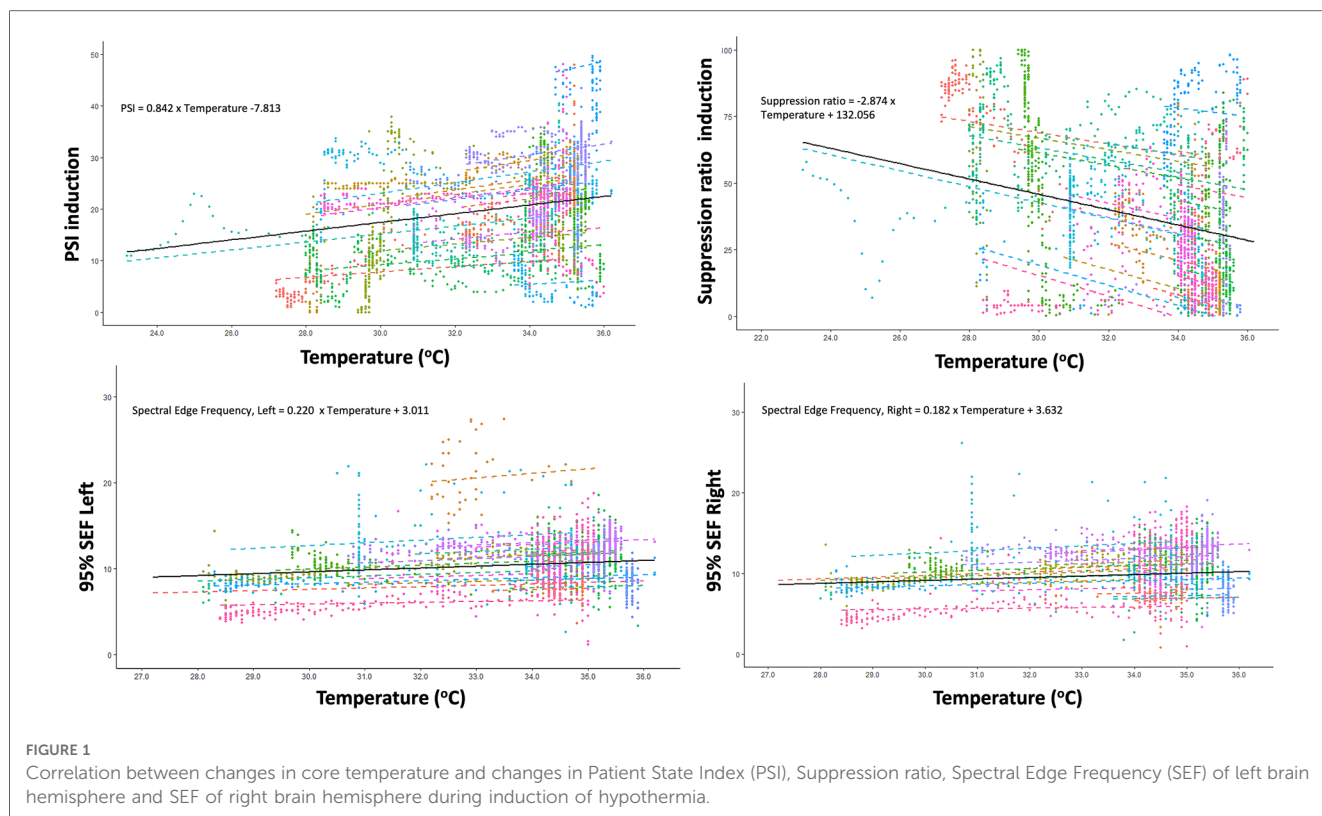 50
40
30
20
10
0
PSI induction
PSI = 0.842 x Temperature -7.813
24.0 26.0 28.0 30.0 32.0 34.0 36.0
Temperature (ºC)
100
75
50
25
0
Suppression ratio induction
Suppression ratio = -2.874 x
Temperature + 132.056
22.0 24.0 26.0 28.0 30.0 32.0 34.0 36.0
Temperature (ºC)
30
20
10
0
95% SEF Left
Spectral Edge Frequency, Left = 0.220 x Temperature + 3.011
27.0 28.0 29.0 30.0 31.0 32.0 33.0 34.0 35.0 36.0
Temperature (ºC)
30
20
10
0
95% SEF Right
Spectral Edge Frequency, Right = 0.182 x Temperature + 3.632
27.0 28.0 29.0 30.0 31.0 32.0 33.0 34.0 35.0 36.0
Temperature (ºC)
FIGURE 1
Correlation between changes in core temperature and changes in Patient State Index (PSI), Suppression ratio, Spectral Edge Frequency (SEF) of left brain
hemisphere and SEF of right brain hemisphere during induction of hypothermia.